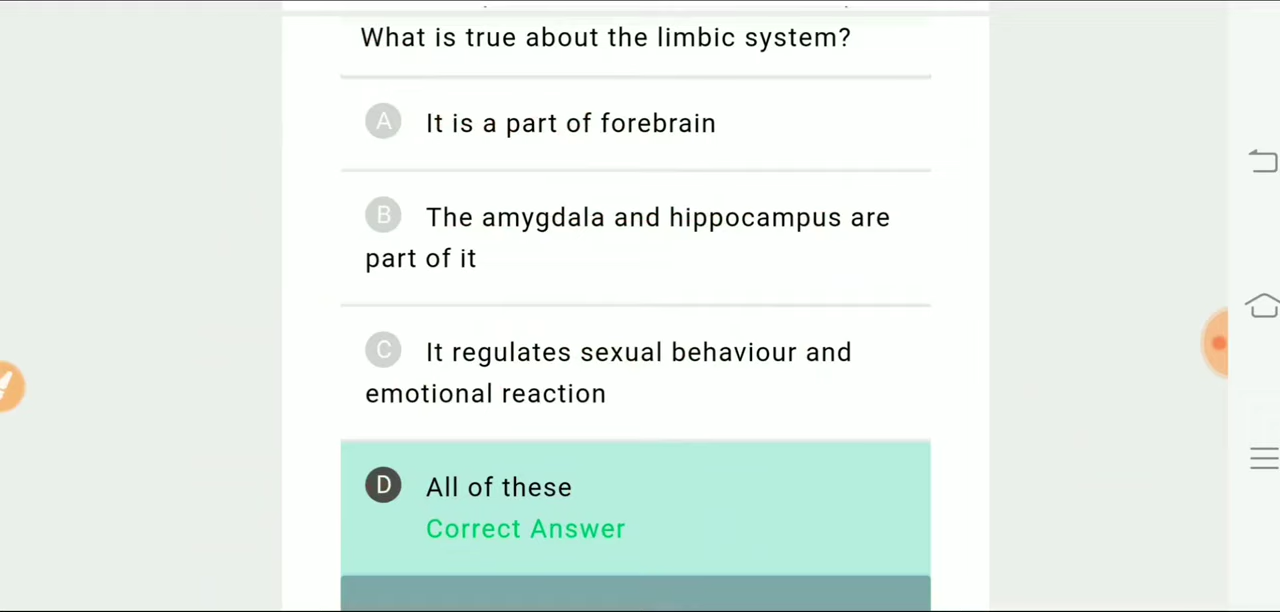 What is true about the limbic system?
A It is a part of forebrain
B The amygdala and hippocampus are
part of it
C It regulates sexual behaviour and
emotional reaction
D All of these
Correct Answer